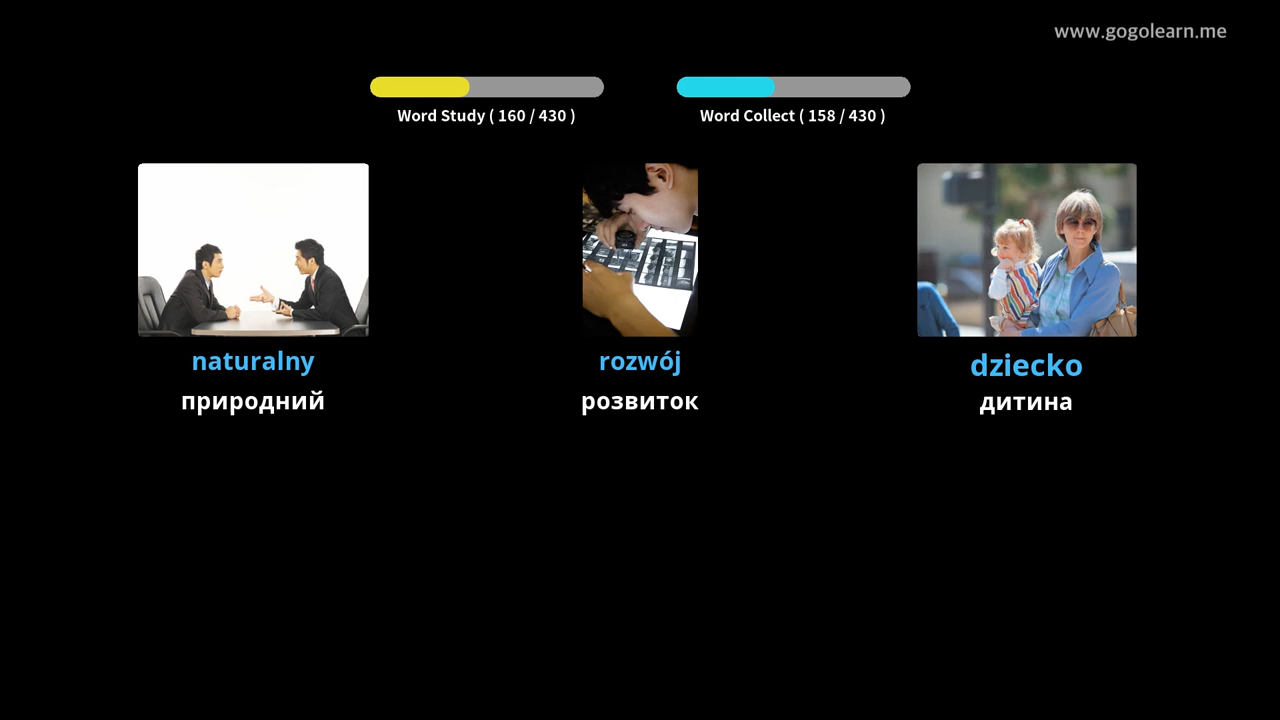 www.gogolearn.me
Word Study ( 160 / 430 )
Word Collect ( 158 / 430 )
naturalny
природний
rozwój
розвиток
dziecko
дитина